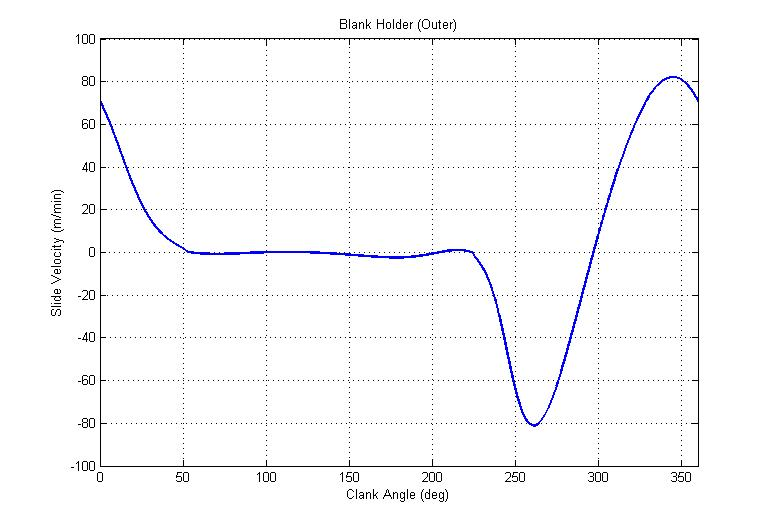 Blank Holder (Outer)
100
80
60
40
20
0
-20
-40
-60
-80
-100
Slide Velocity (m/min)
0 50 100 150 200 250 300 350
Clank Angle (deg)